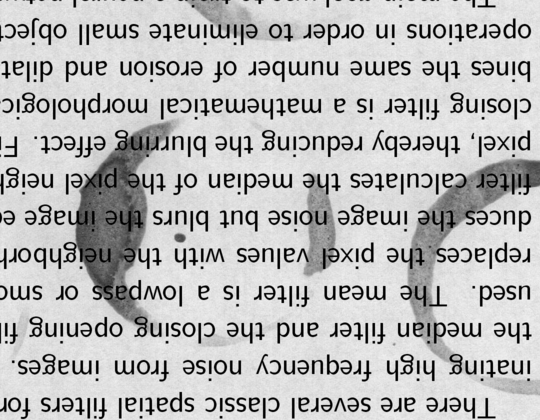 There are several classic spatial filters for
inating high frequency noise from images.
the median filter and the closing opening fil
used. The mean filter is a lowpass or smo
replaces the pixel values with the neighborh
duces the image noise but blurs the image e
filter calculates the median of the pixel neigh
pixel, thereby reducing the blurring effect. Fi
closing filter is a mathematical morphologic
bines the same number of erosion and dilati
operations in order to eliminate small object
The main goal was to train a neural